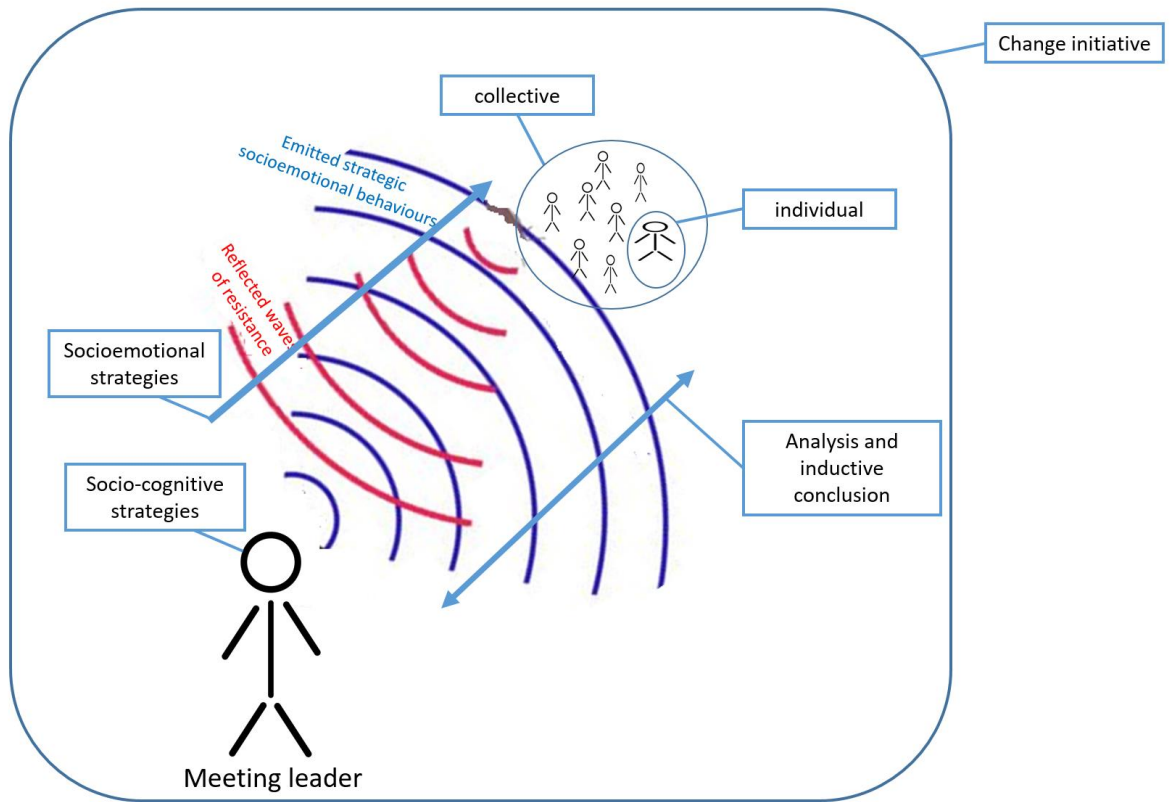 Change initiative
collective
Emitted strategic
socioemotional behaviours
individual
Reflected waves
of resistance
Socioemotional
strategies
Analysis and
inductive
conclusion
Socio-cognitive
strategies
Meeting leader